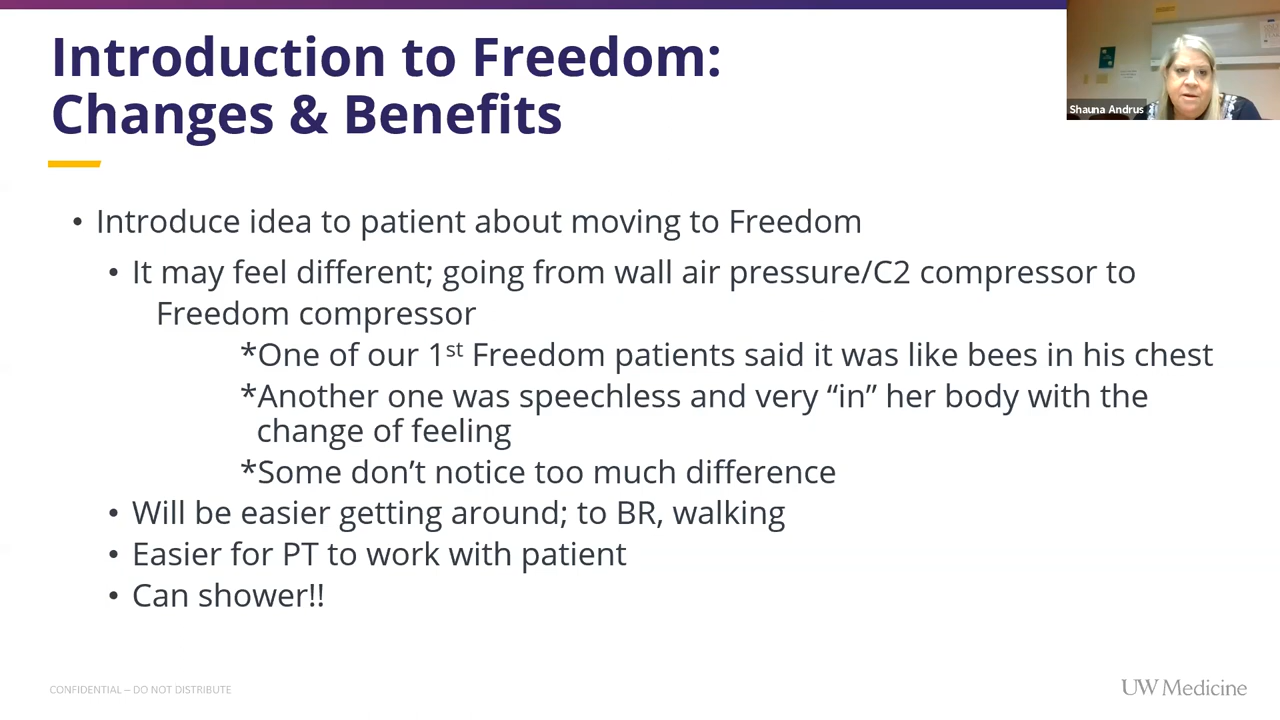 Introduction to Freedom:
Changes & Benefits
Shauna Andrus
• Introduce idea to patient about moving to Freedom
• It may feel different; going from wall air pressure/C2 compressor to
Freedom compressor
*One of our 1st Freedom patients said it was like bees in his chest
*Another one was speechless and very “in” her body with the
change of feeling
*Some don’t notice too much difference
• Will be easier getting around; to BR, walking
• Easier for PT to work with patient
• Can shower!!
CONFIDENTIAL – DO NOT DISTRIBUTE
UW Medicine